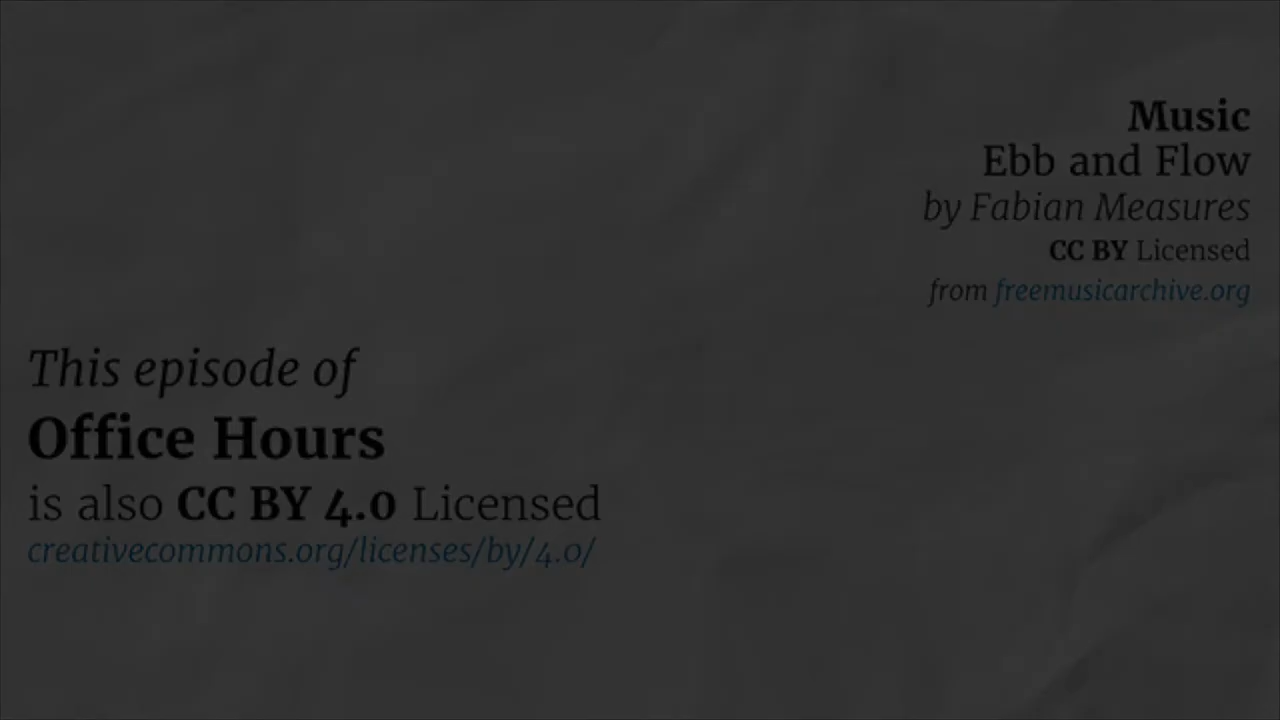 Music
Ebb and Flow
by Fabian Measures
CC BY Licensed
from freemusicarchive.org
This episode of
Office Hours
is also CC BY 4.0 Licensed
creativecommons.org/licenses/by/4.0/